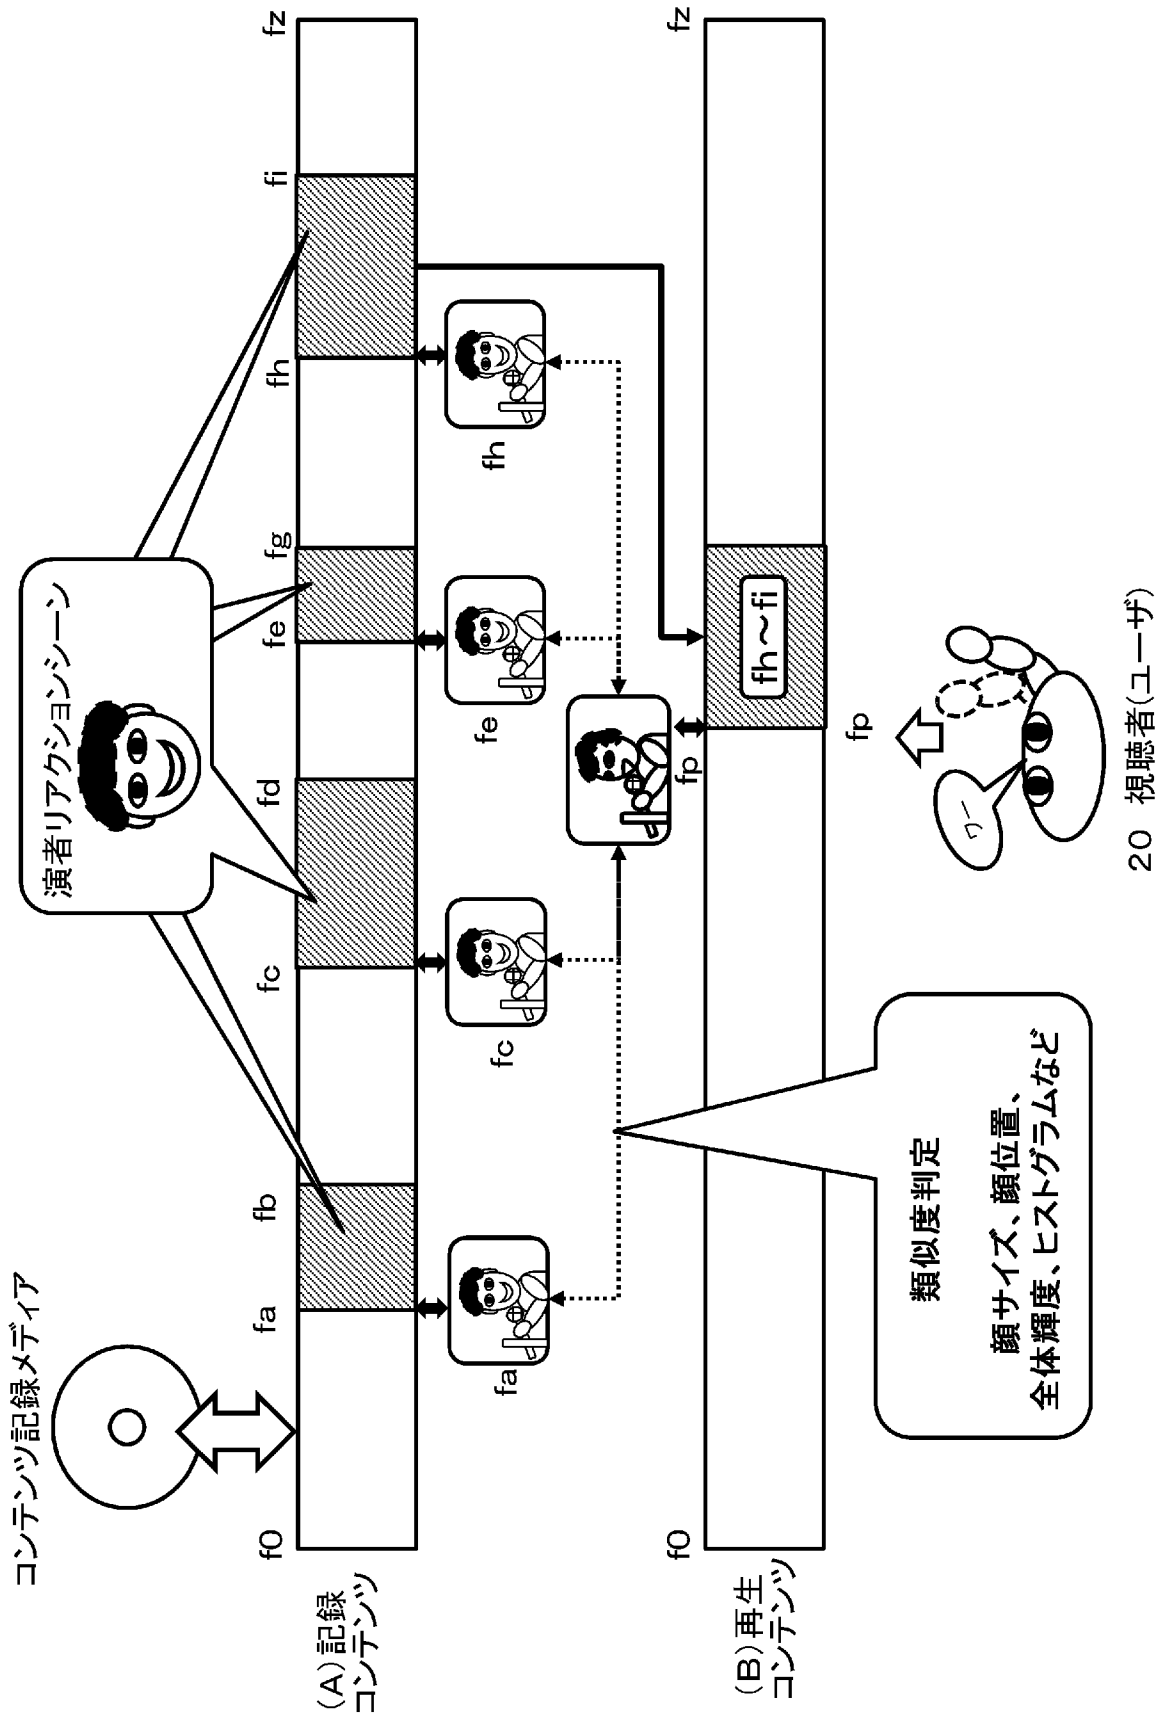 コンテンツ記録メディア
演者リアクションシーン
(A)記録
コンテンツ
f0
fa
fb
fc
fd
fe
fg
fh
fi
fz
fa
fc
fe
fh
fp
(B)再生
コンテンツ
f0
fh～fi
fz
fp
類似度判定
顔サイズ、顔位置、
全体輝度、ヒストグラムなど
ワー
20 視聴者(ユーザ)